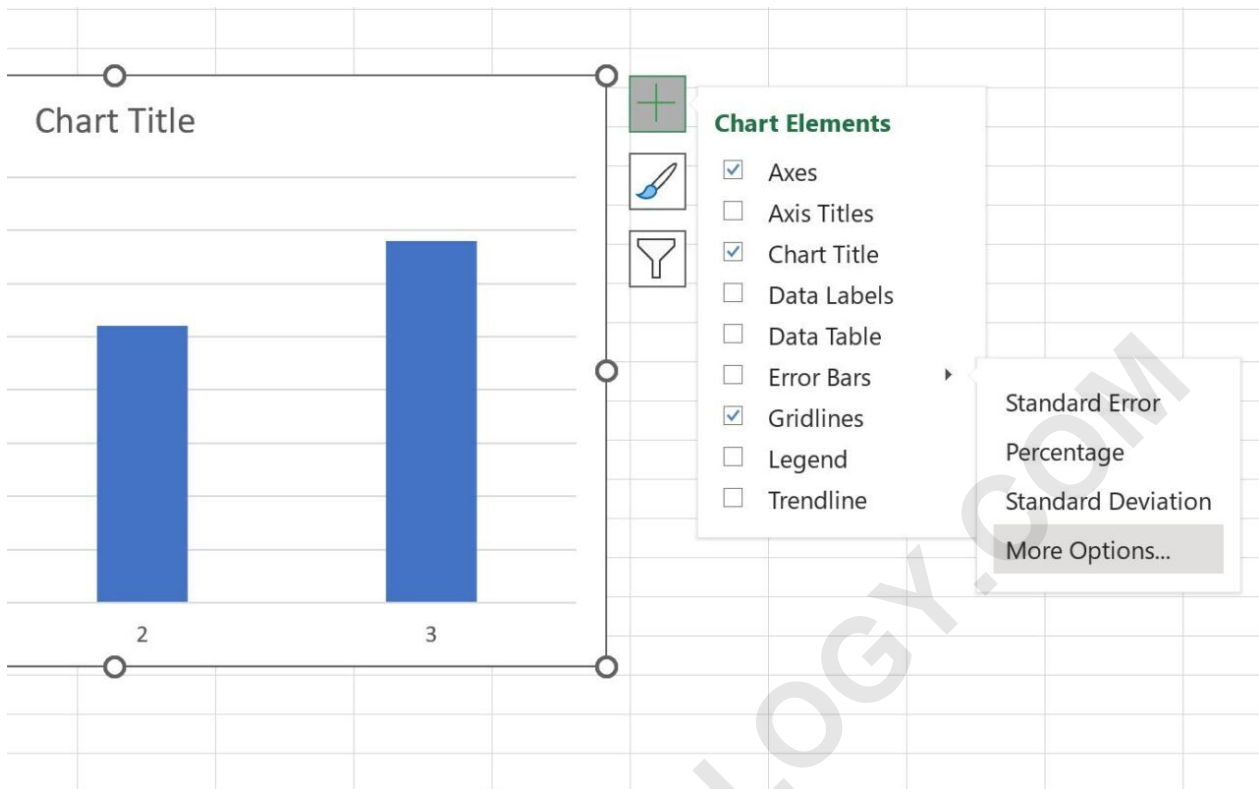 Chart Title
2
3
Chart Elements
Axes
Axis Titles
Chart Title
Data Labels
Data Table
Error Bars
Gridlines
Legend
Trendline
Standard Error
Percentage
Standard Deviation
More Options...
LOGY.COM